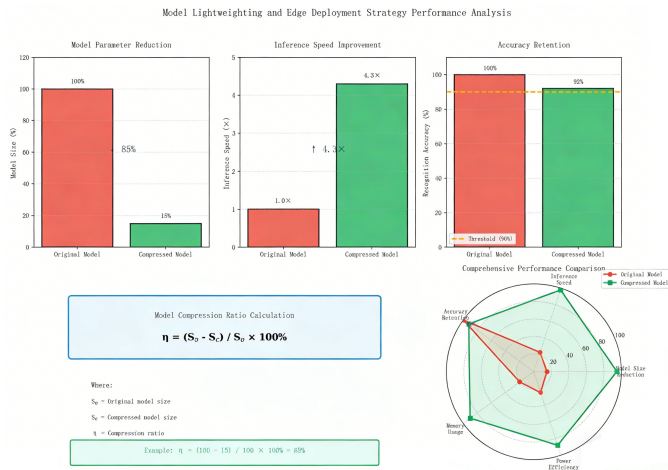 Model Lightweighting and Edge Deployment Strategy Performance Analysis
Model Parameter Reduction
Model Size (%)
120
100
80
60
40
20
0
100%
85%
15%
Original Model
Compressed Model
Inference Speed Improvement
Inference Speed (×)
5
4
3
2
1
0
1.0×
↑ 4.3×
4.3×
Original Model
Compressed Model
Accuracy Retention
Recognition Accuracy (%)
100
80
60
40
20
0
100%
92%
Threshold (90%)
Original Model
Compressed Model
Model Compression Ratio Calculation
η = (Sₒ - S_c) / Sₒ × 100%
Where:
Sₒ = Original model size
S_c = Compressed model size
η = Compression ratio
Example: η = (100 - 15) / 100 × 100% = 85%
Comprehensive Performance Comparison
Original Model
Compressed Model
Inference
Speed
Accuracy
Retention
Model Size
Reduction
Memory
Usage
Power
Efficiency
20
40
60
80
100